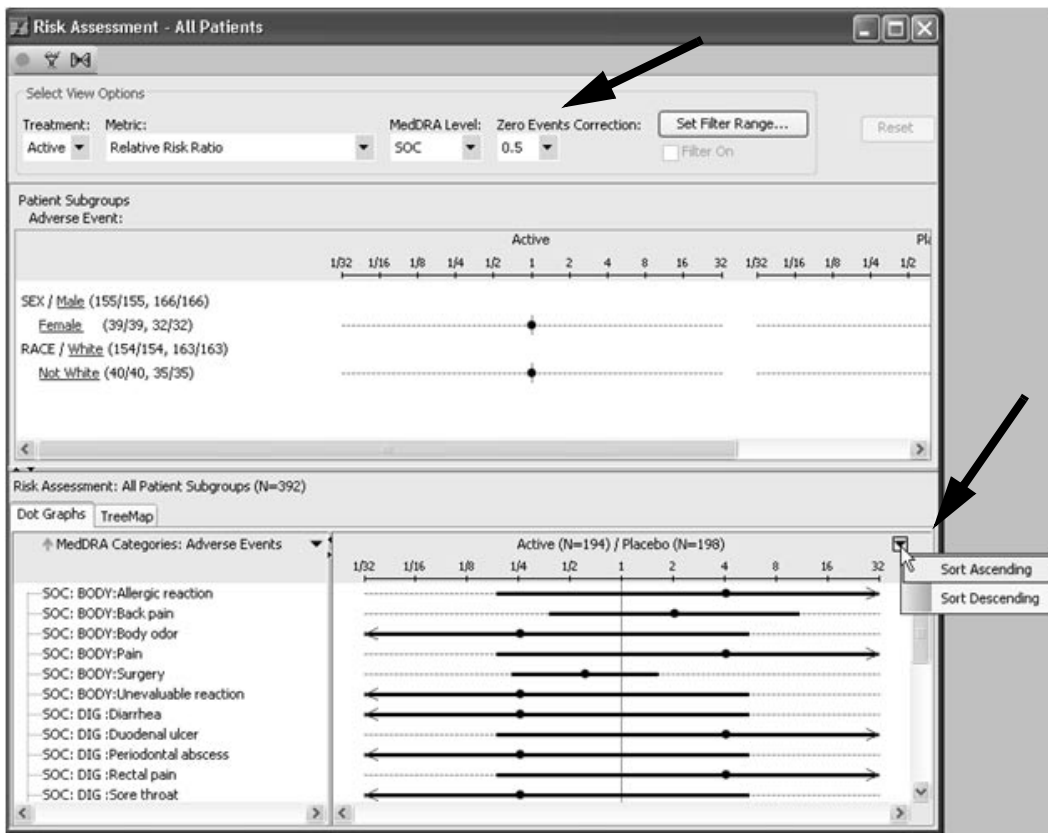 Risk Assessment - All Patients
Select View Options
Treatment: Metric: MedDRA Level: Zero Events Correction: Set Filter Range... Reset
Active Relative Risk Ratio SOC 0.5 Filter On
Patient Subgroups
Adverse Event:
Active Pla
1/32 1/16 1/8 1/4 1/2 1 2 4 8 16 32 1/32 1/16 1/8 1/4 1/2
SEX / Male (155/155, 166/166)
Female (39/39, 32/32)
RACE / White (154/154, 163/163)
Not White (40/40, 35/35)
Risk Assessment: All Patient Subgroups (N=392)
Dot Graphs TreeMap
MedDRA Categories: Adverse Events Active (N=194) / Placebo (N=198)
1/32 1/16 1/8 1/4 1/2 1 2 4 8 16 32
Sort Ascending
Sort Descending
SOC: BODY:Allergic reaction
SOC: BODY:Back pain
SOC: BODY:Body odor
SOC: BODY:Pain
SOC: BODY:Surgery
SOC: BODY:Unevaluable reaction
SOC: DIG :Diarrhea
SOC: DIG :Duodenal ulcer
SOC: DIG :Periodontal abscess
SOC: DIG :Rectal pain
SOC: DIG :Sore throat